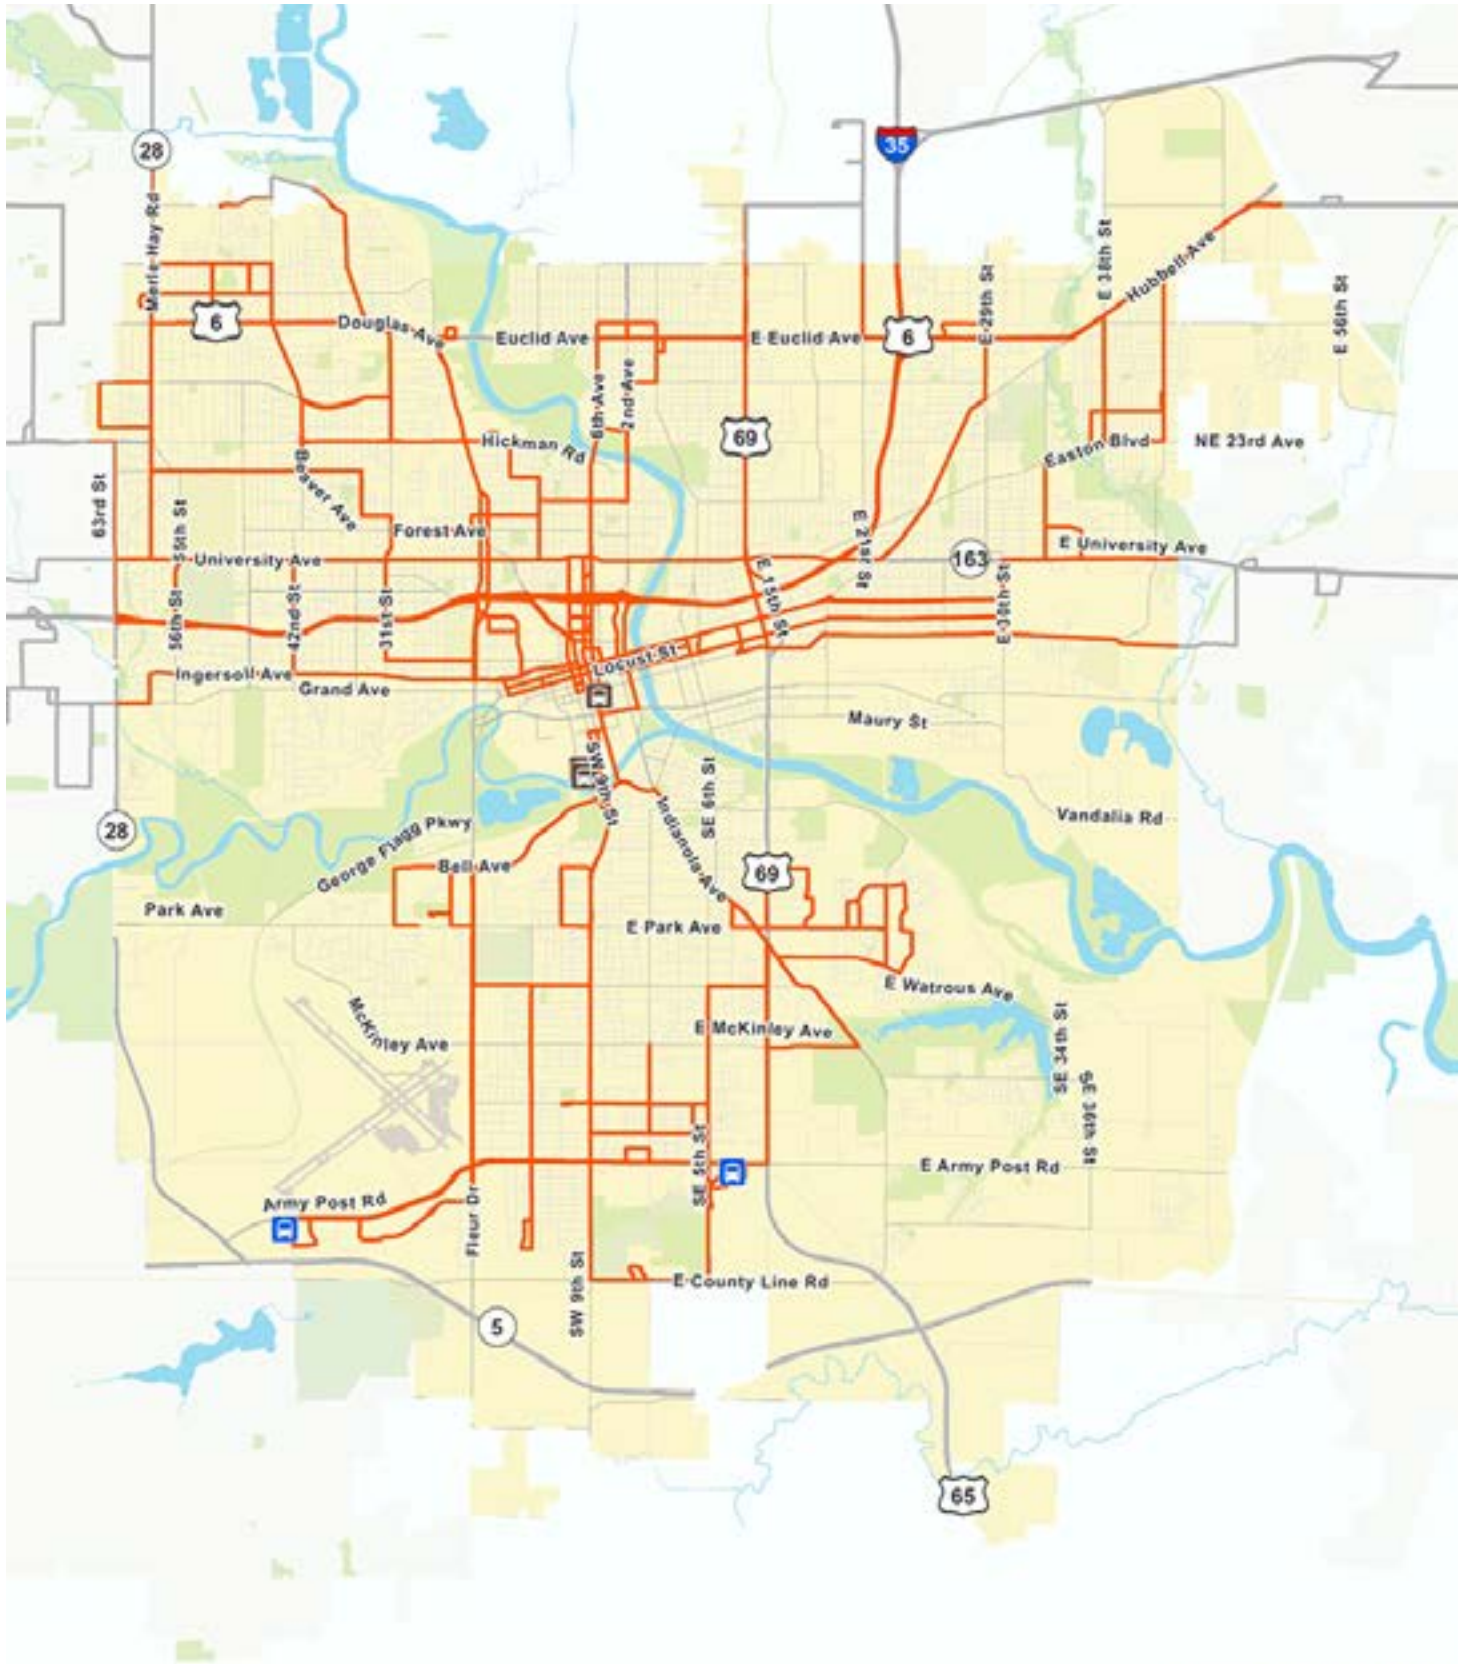 28
35
Merle Hay Rd
E 38th St
Hubbell Ave
E 29th St
E 56th St
6
Douglas Ave
Euclid Ave
E Euclid Ave
6
6th Ave
2nd Ave
69
Hickman Rd
Easton Blvd
NE 23rd Ave
Beaver Ave
63rd St
55th St
Forest Ave
E 21st St
University Ave
163
E University Ave
E 15th St
56th St
42nd St
31st St
E 30th St
Locust St
Ingersoll Ave
Grand Ave
Maury St
SE 6th St
Indianola Ave
Vandalia Rd
28
George Flagg Pkwy
Bell Ave
69
Park Ave
E Park Ave
E Watrous Ave
McKinley Ave
E McKinley Ave
SE 34th St
SE 36th St
SE 5th St
E Army Post Rd
Army Post Rd
Fleur Dr
SW 9th St
E County Line Rd
5
65